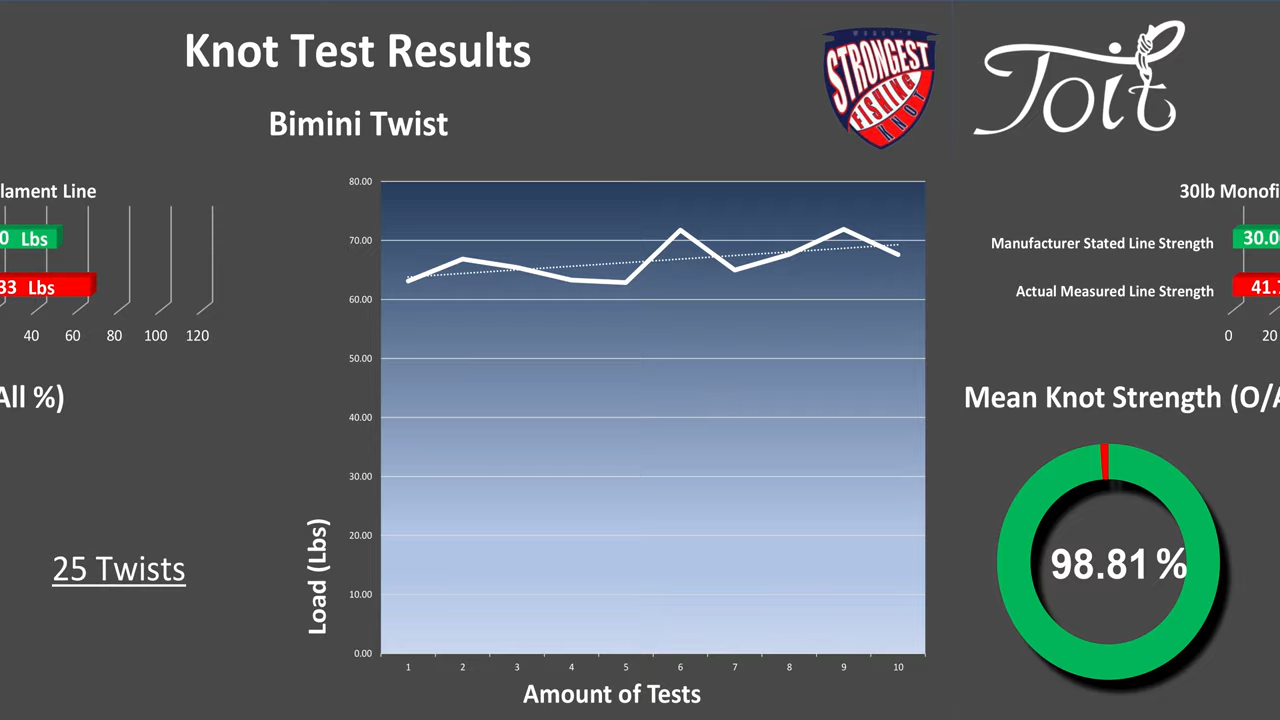 Knot Test Results
WORLD'S
STRONGEST
FISHING
KNOT
Toit
Bimini Twist
lament Line
0 Lbs
33 Lbs
40 60 80 100 120
All %)
25 Twists
80.00
70.00
60.00
50.00
40.00
30.00
20.00
10.00
0.00
Load (Lbs)
1 2 3 4 5 6 7 8 9 10
Amount of Tests
30lb Monofi
Manufacturer Stated Line Strength
30.0
Actual Measured Line Strength
41.7
0 20
Mean Knot Strength (O/A
98.81 %